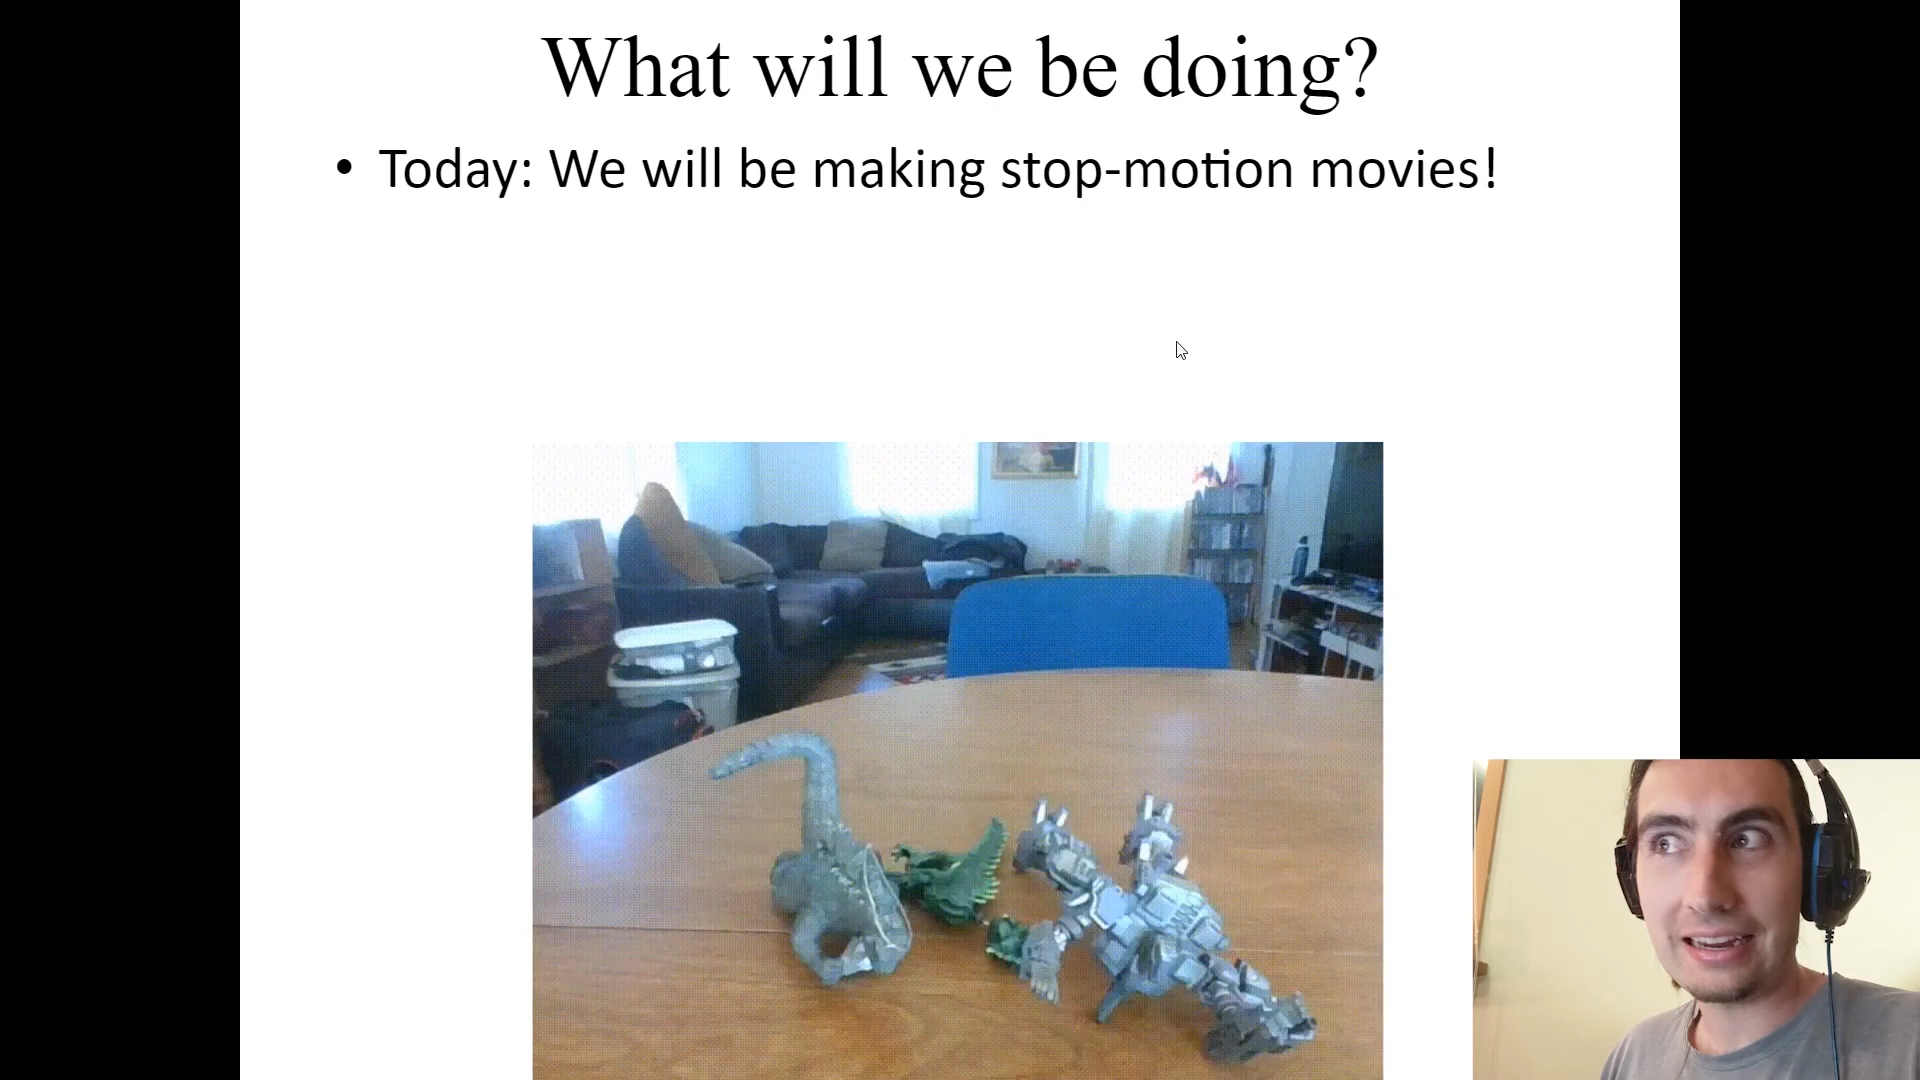 What will we be doing?
• Today: We will be making stop-motion movies!